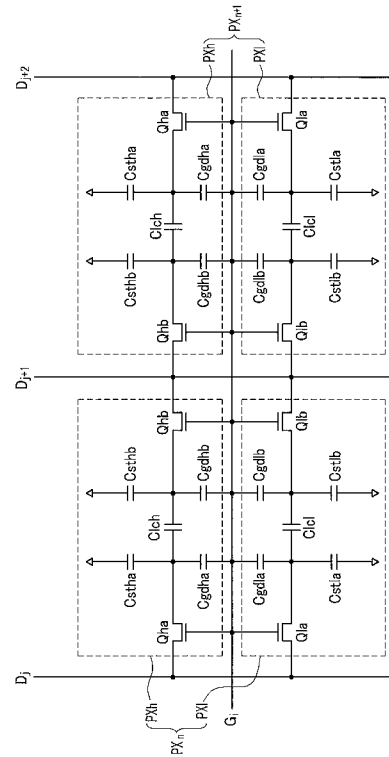 Dj
Dj+1
Dj+2
Cstha
Csthb
Csthb
Cstha
PXh
PXn
PXl
Qha
Clch
Qhb
Qhb
Clch
Qha
PXh
PXn+1
PXl
Cgdha
Cgdhb
Cgdhb
Cgdha
Gi
Cgdla
Cgdlb
Cgdlb
Cgdla
Qla
Clcl
Qlb
Qlb
Clcl
Qla
Cstla
Cstlb
Cstlb
Cstla